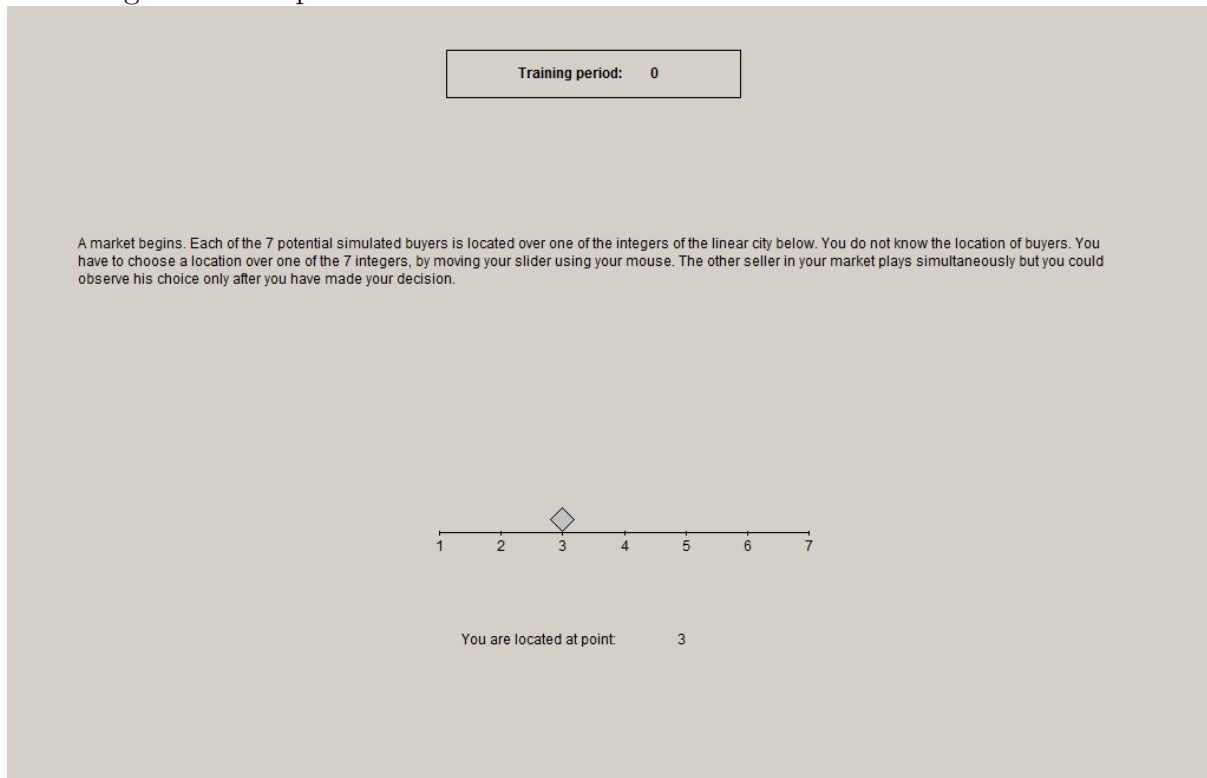 Training period: 0
A market begins. Each of the 7 potential simulated buyers is located over one of the integers of the linear city below. You do not know the location of buyers. You
have to choose a location over one of the 7 integers, by moving your slider using your mouse. The other seller in your market plays simultaneously but you could
observe his choice only after you have made your decision.
1 2 3 4 5 6 7
You are located at point: 3